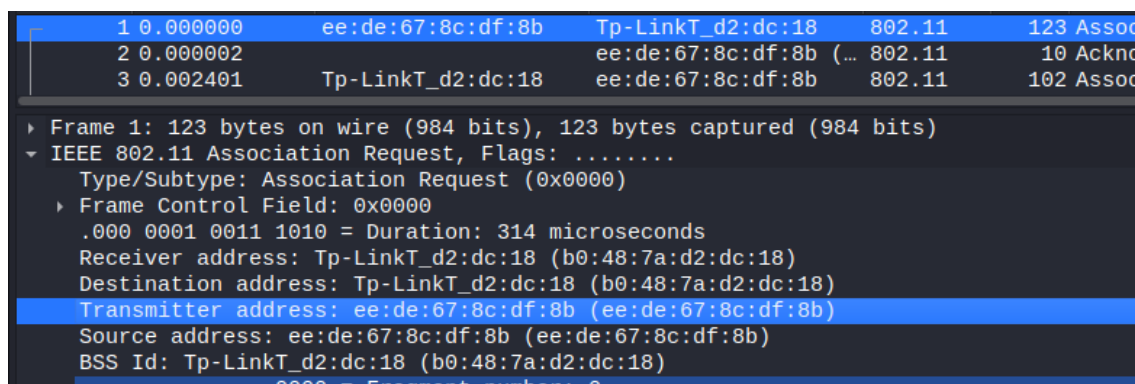 1 0.000000 ee:de:67:8c:df:8b Tp-LinkT_d2:dc:18 802.11 123 Assoc
2 0.000002 ee:de:67:8c:df:8b (… 802.11 10 Ackno
3 0.002401 Tp-LinkT_d2:dc:18 ee:de:67:8c:df:8b 802.11 102 Assoc
Frame 1: 123 bytes on wire (984 bits), 123 bytes captured (984 bits)
IEEE 802.11 Association Request, Flags: ........
Type/Subtype: Association Request (0x0000)
Frame Control Field: 0x0000
.000 0001 0011 1010 = Duration: 314 microseconds
Receiver address: Tp-LinkT_d2:dc:18 (b0:48:7a:d2:dc:18)
Destination address: Tp-LinkT_d2:dc:18 (b0:48:7a:d2:dc:18)
Transmitter address: ee:de:67:8c:df:8b (ee:de:67:8c:df:8b)
Source address: ee:de:67:8c:df:8b (ee:de:67:8c:df:8b)
BSS Id: Tp-LinkT_d2:dc:18 (b0:48:7a:d2:dc:18)